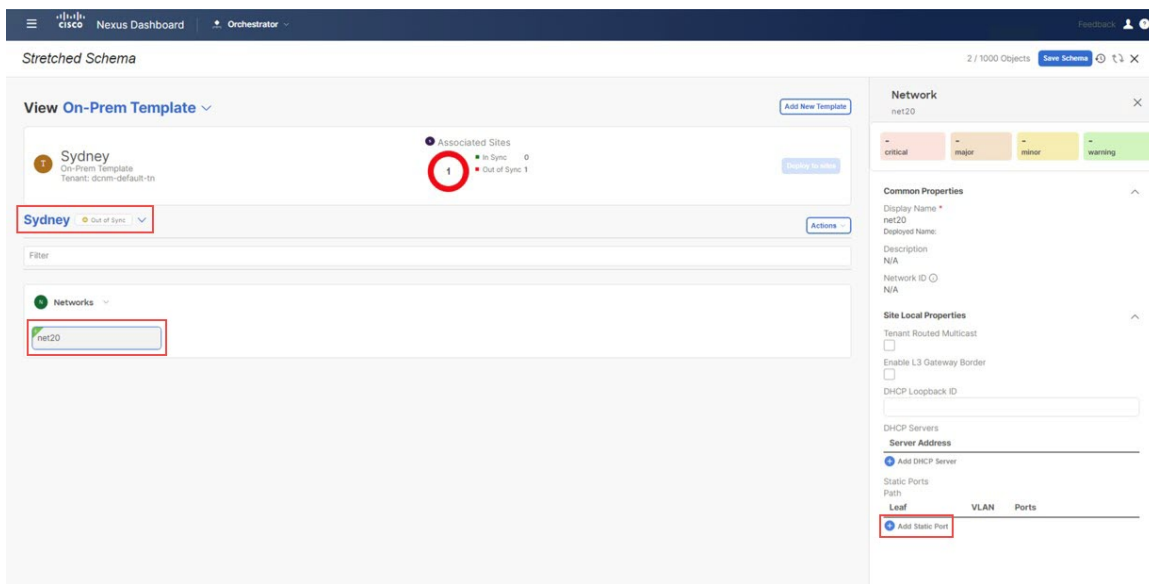 cisco Nexus Dashboard Orchestrator Feedback
Stretched Schema 2 / 1000 Objects Save Schema
View On-Prem Template Add New Template
T Sydney
On-Prem Template
Tenant: dcnm-default-tn
Associated Sites
1
In Sync 0
Out of Sync 1
Deploy to sites
Sydney Out of Sync Actions
Filter
N Networks
net20
Network
net20
- - - -
critical major minor warning
Common Properties
Display Name *
net20
Deployed Name:
Description
N/A
Network ID
N/A
Site Local Properties
Tenant Routed Multicast
Enable L3 Gateway Border
DHCP Loopback ID
DHCP Servers
Server Address
Add DHCP Server
Static Ports
Path
Leaf VLAN Ports
Add Static Port